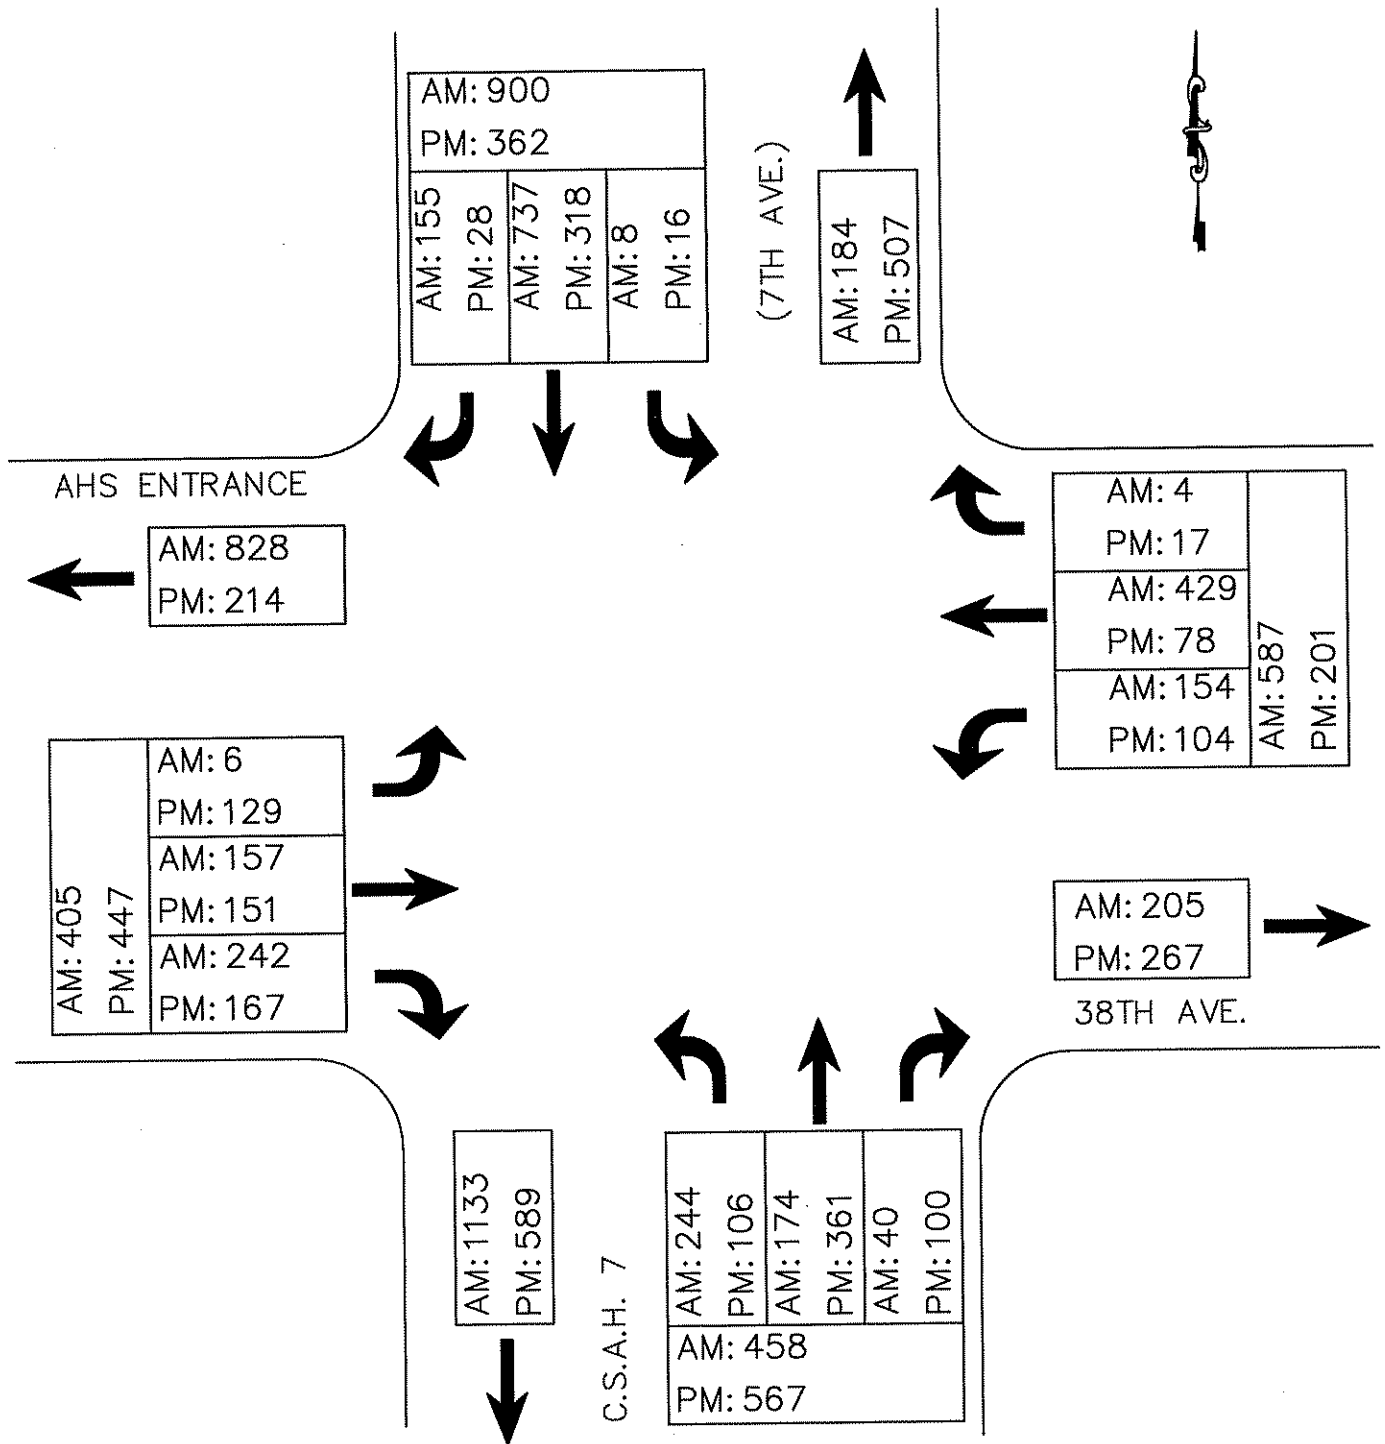 AM: 900
PM: 362
AM: 155
PM: 28
AM: 737
PM: 318
AM: 8
PM: 16
(7TH AVE.)
AM: 184
PM: 507
AHS ENTRANCE
AM: 828
PM: 214
AM: 4
PM: 17
AM: 429
PM: 78
AM: 154
PM: 104
AM: 587
PM: 201
AM: 405
PM: 447
AM: 6
PM: 129
AM: 157
PM: 151
AM: 242
PM: 167
AM: 205
PM: 267
38TH AVE.
AM: 1133
PM: 589
C.S.A.H. 7
AM: 244
PM: 106
AM: 174
PM: 361
AM: 40
PM: 100
AM: 458
PM: 567